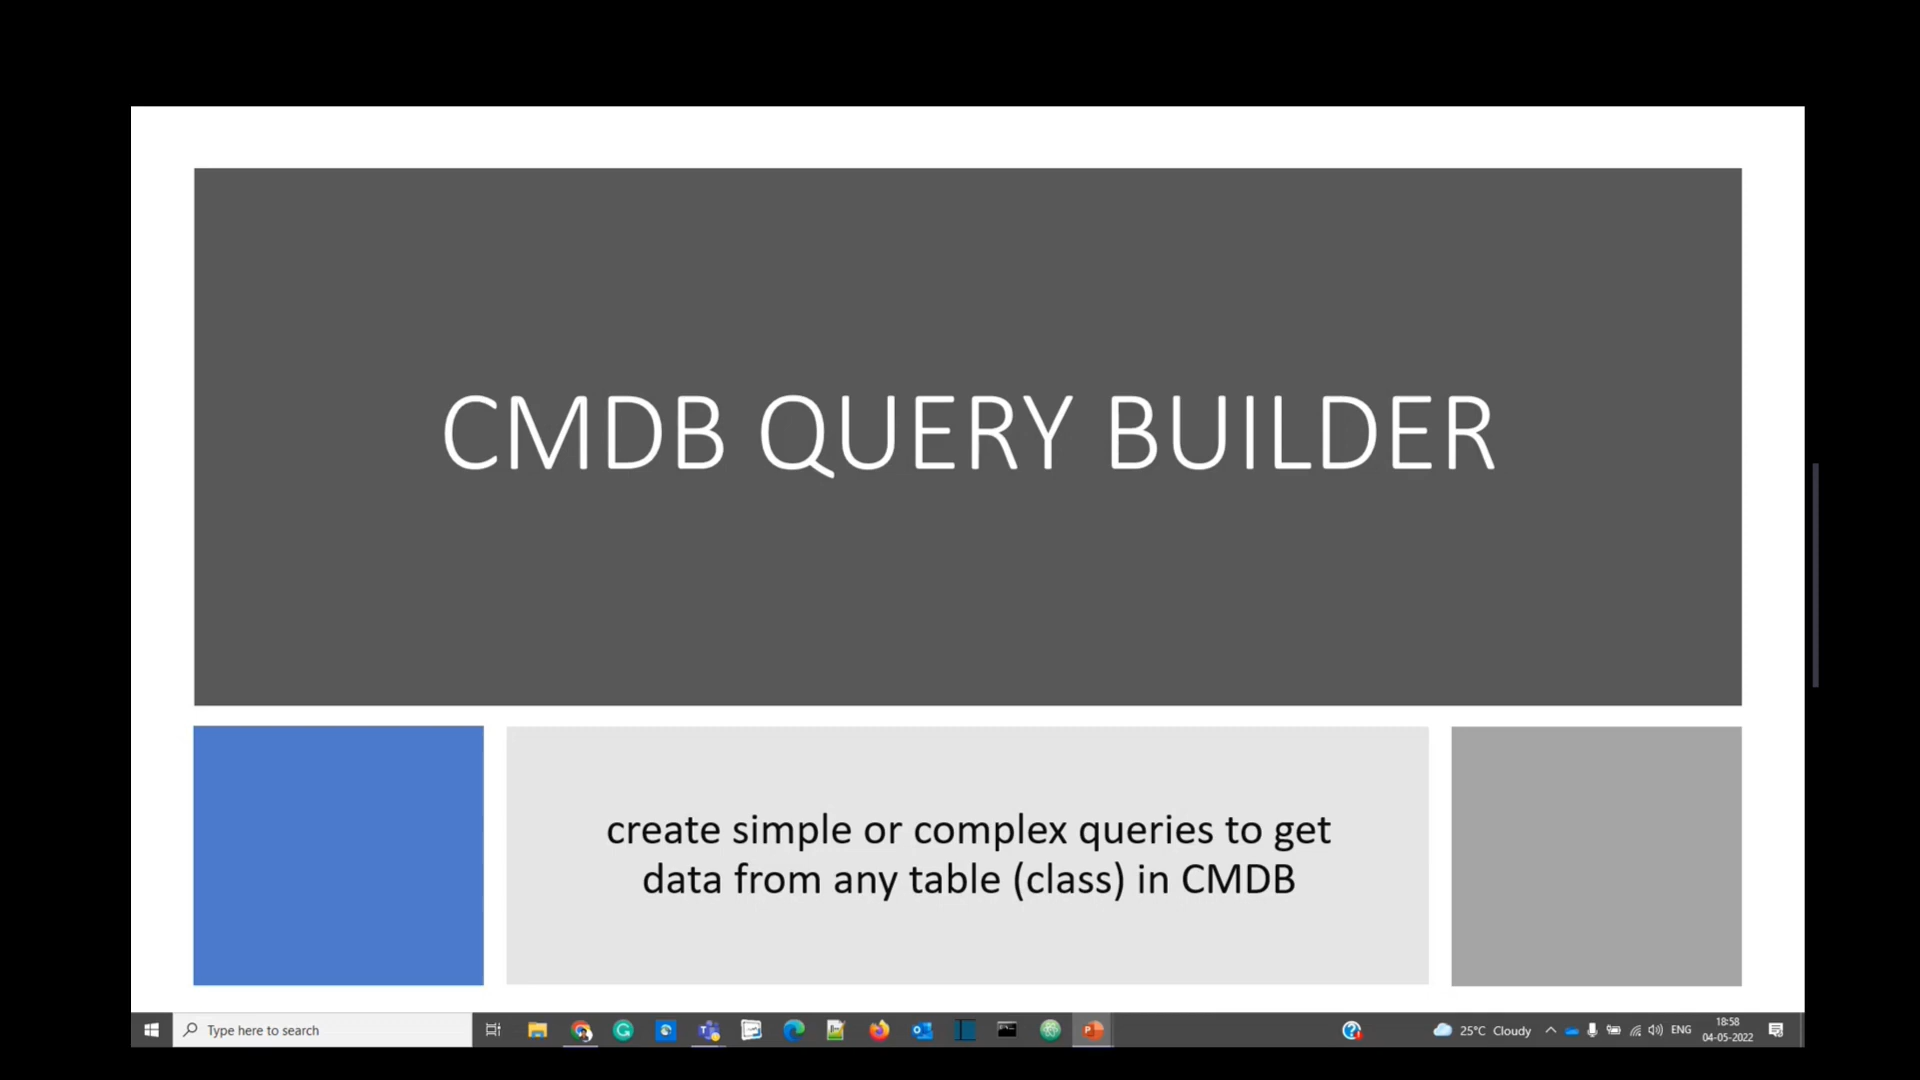 CMDB QUERY BUILDER
create simple or complex queries to get
data from any table (class) in CMDB
Type here to search
25°C Cloudy
ENG
18:58
04-05-2022